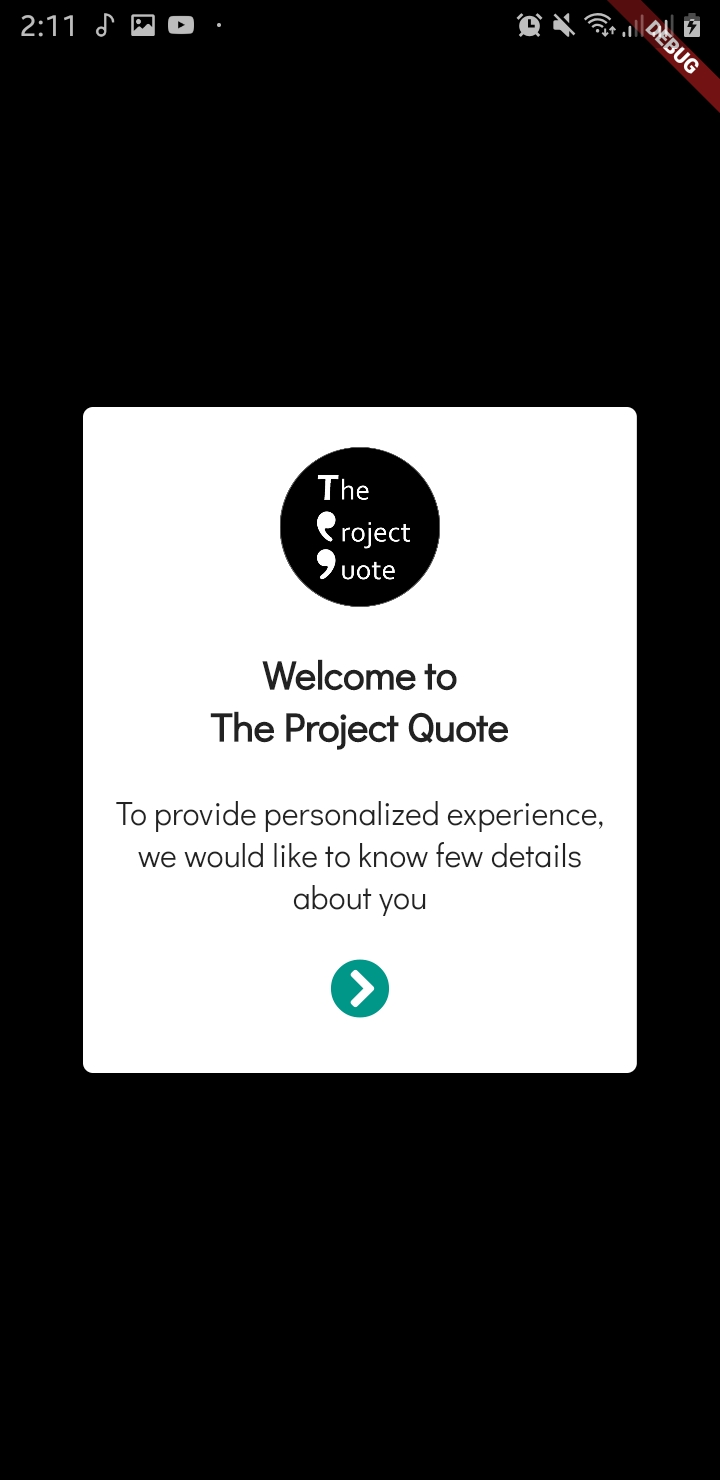 2:11
DEBUG
The
roject
uote
Welcome to
The Project Quote
To provide personalized experience,
we would like to know few details
about you